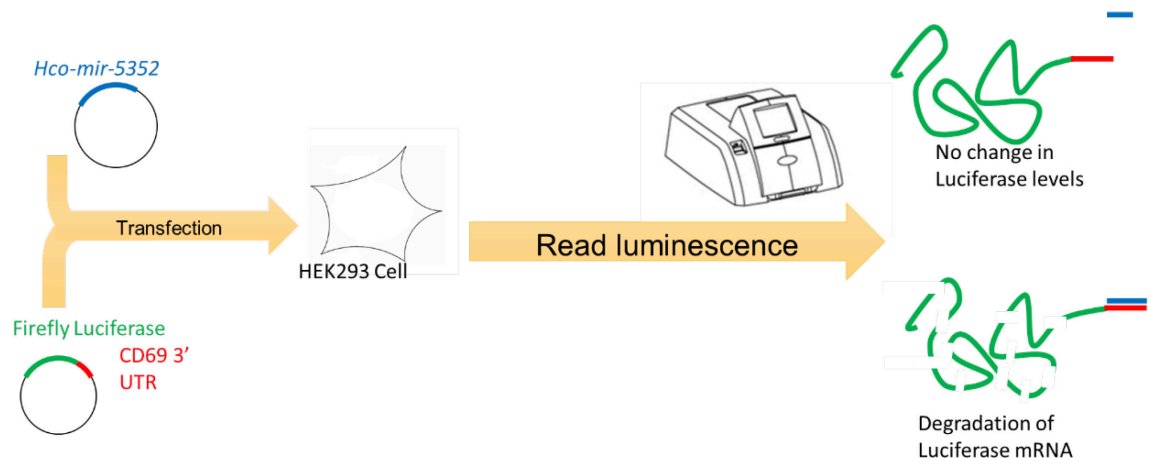 Hco-mir-5352
Transfection
HEK293 Cell
Firefly Luciferase
CD69 3’
UTR
Read luminescence
No change in
Luciferase levels
Degradation of
Luciferase mRNA